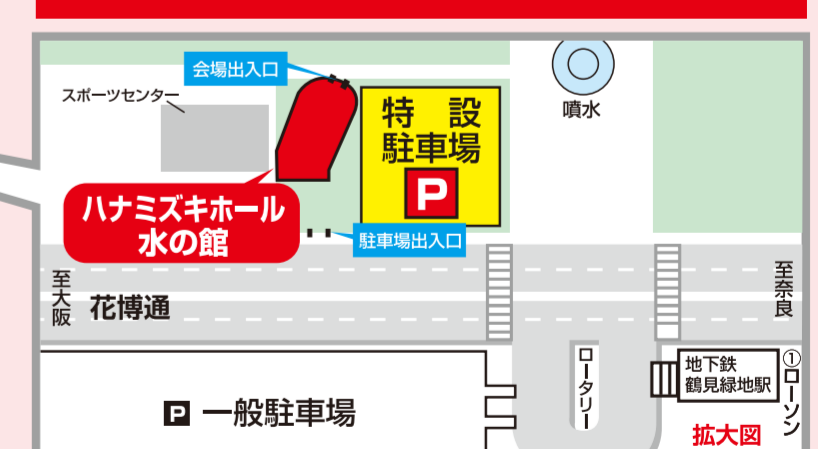 会場出入口
スポーツセンター
特 設
駐車場
P
噴水
ハナミズキホール
水の館
駐車場出入口
至大阪
花博通
至奈良
P 一般駐車場
ロータリー
地下鉄
鶴見緑地駅
①ローソン
拡大図